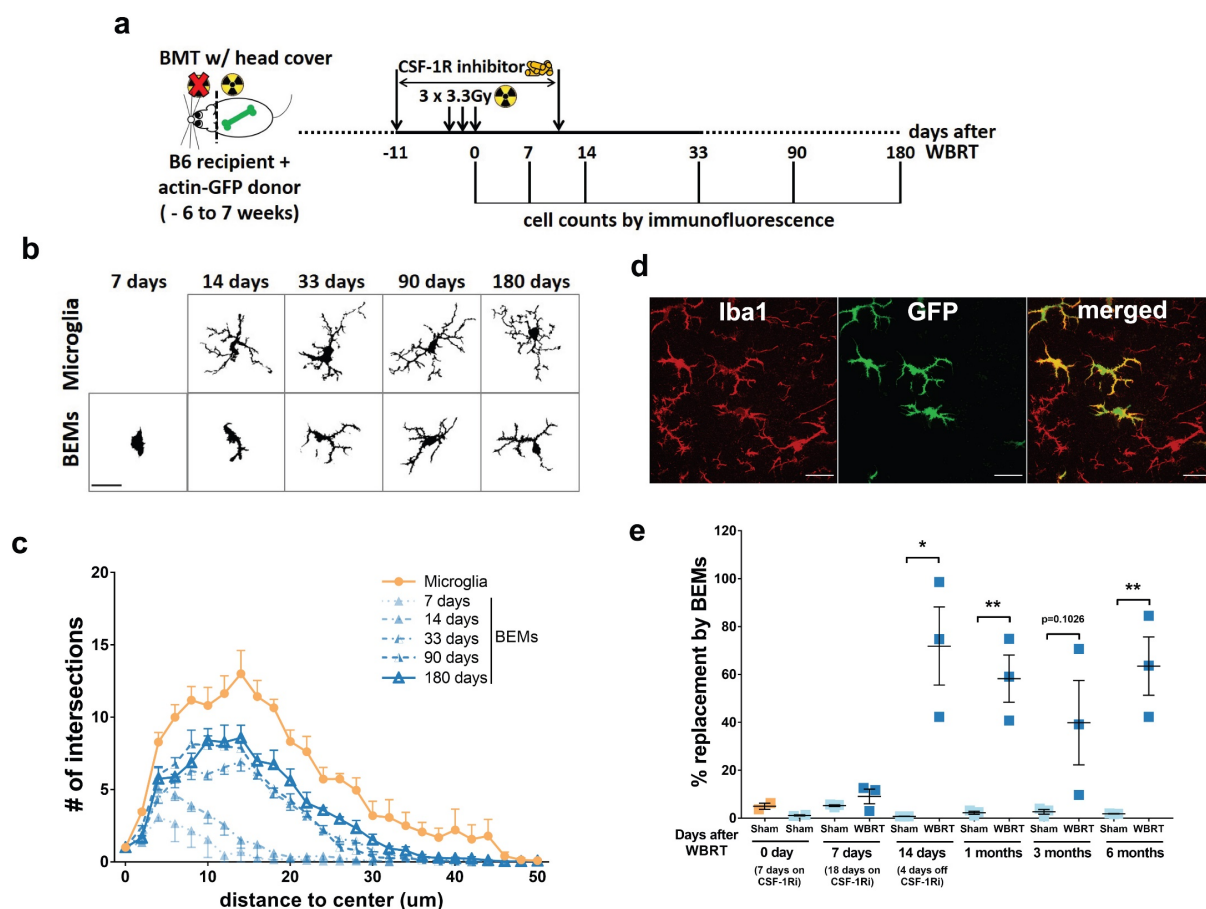 a
BMT w/ head cover
B6 recipient +
actin-GFP donor
( - 6 to 7 weeks)
CSF-1R inhibitor
3 x 3.3Gy
-11 0 7 14 33 90 180
days after
WBRT
cell counts by immunofluorescence
b
7 days 14 days 33 days 90 days 180 days
Microglia
BEMs
d
Iba1 GFP merged
c
# of intersections
20
15
10
5
0
0 10 20 30 40 50
distance to center (um)
Microglia
7 days
14 days
33 days
90 days
180 days
BEMs
e
% replacement by BEMs
120
100
80
60
40
20
0
* ** p=0.1026 **
Days after
WBRT
Sham Sham Sham WBRT Sham WBRT Sham WBRT Sham WBRT Sham WBRT
0 day 7 days 14 days 1 months 3 months 6 months
(7 days on
CSF-1Ri)
(18 days on
CSF-1Ri)
(4 days off
CSF-1Ri)